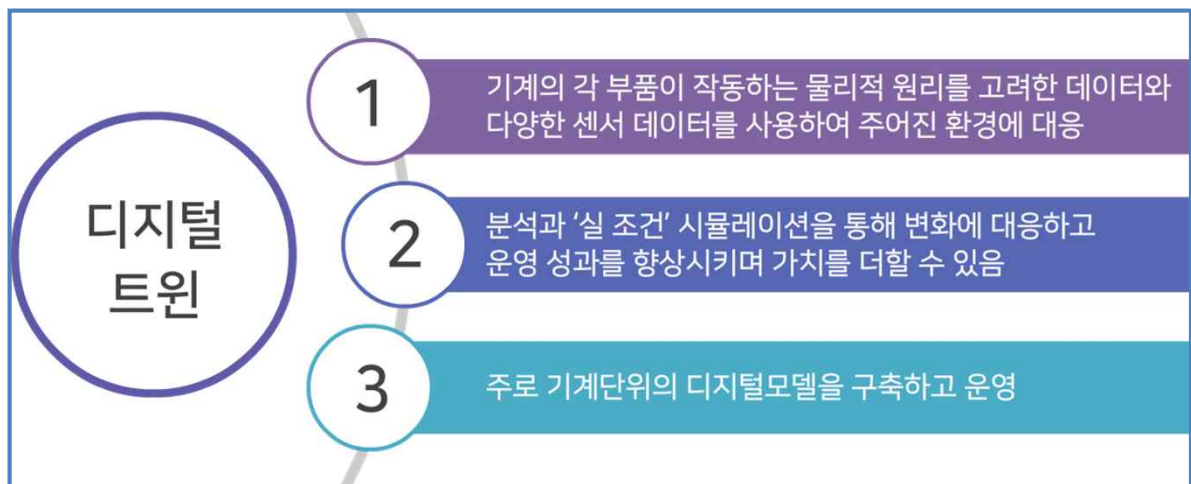 디지털
트윈
1
기계의 각 부품이 작동하는 물리적 원리를 고려한 데이터와
다양한 센서 데이터를 사용하여 주어진 환경에 대응
2
분석과 ‘실 조건’ 시뮬레이션을 통해 변화에 대응하고
운영 성과를 향상시키며 가치를 더할 수 있음
3
주로 기계단위의 디지털모델을 구축하고 운영